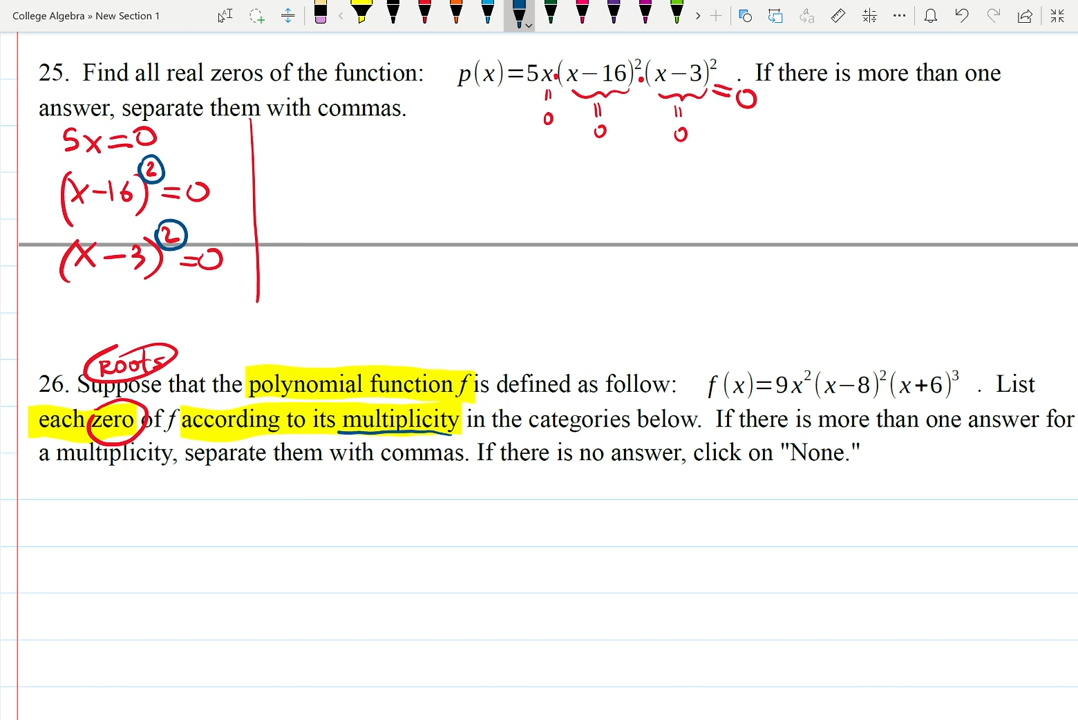 College Algebra » New Section 1
25. Find all real zeros of the function: p(x)=5x·(x−16)²·(x−3)² =0 . If there is more than one
answer, separate them with commas.
= 0
= 0
= 0
5x=0
(x−16)²=0
(x−3)²=0
Roots
26. Suppose that the polynomial function f is defined as follow: f(x)=9x²(x−8)²(x+6)³ . List
each zero of f according to its multiplicity in the categories below. If there is more than one answer for
a multiplicity, separate them with commas. If there is no answer, click on "None."